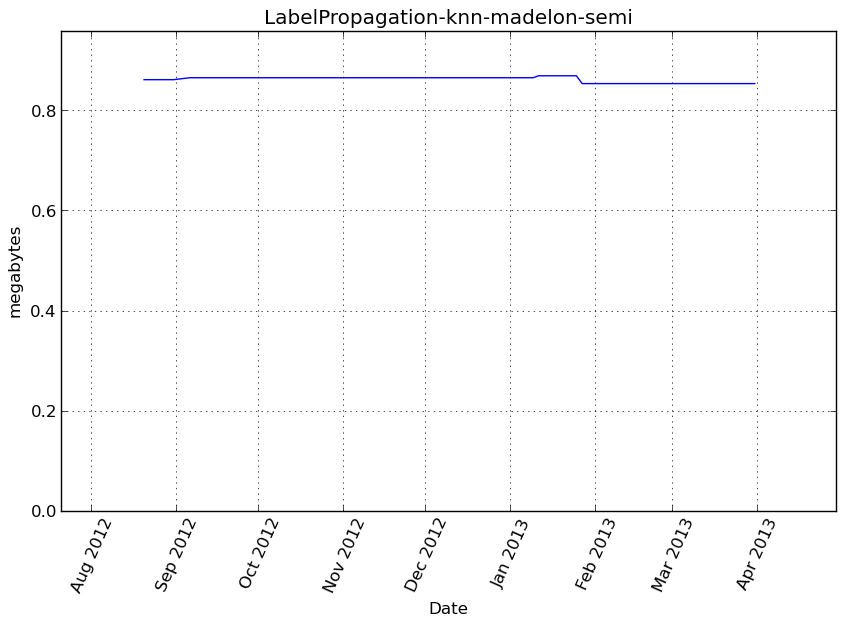 LabelPropagation-knn-madelon-semi
megabytes
0.8
0.6
0.4
0.2
0.0
Aug 2012
Sep 2012
Oct 2012
Nov 2012
Dec 2012
Jan 2013
Feb 2013
Mar 2013
Apr 2013
Date